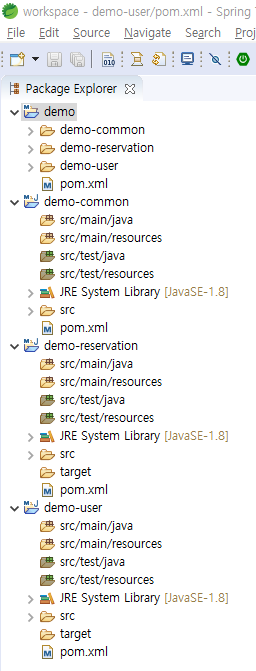 workspace - demo-user/pom.xml - Spring
File Edit Source Navigate Search Proj
Package Explorer
demo
demo-common
demo-reservation
demo-user
pom.xml
demo-common
src/main/java
src/main/resources
src/test/java
src/test/resources
JRE System Library [JavaSE-1.8]
src
pom.xml
demo-reservation
src/main/java
src/main/resources
src/test/java
src/test/resources
JRE System Library [JavaSE-1.8]
src
target
pom.xml
demo-user
src/main/java
src/main/resources
src/test/java
src/test/resources
JRE System Library [JavaSE-1.8]
src
target
pom.xml